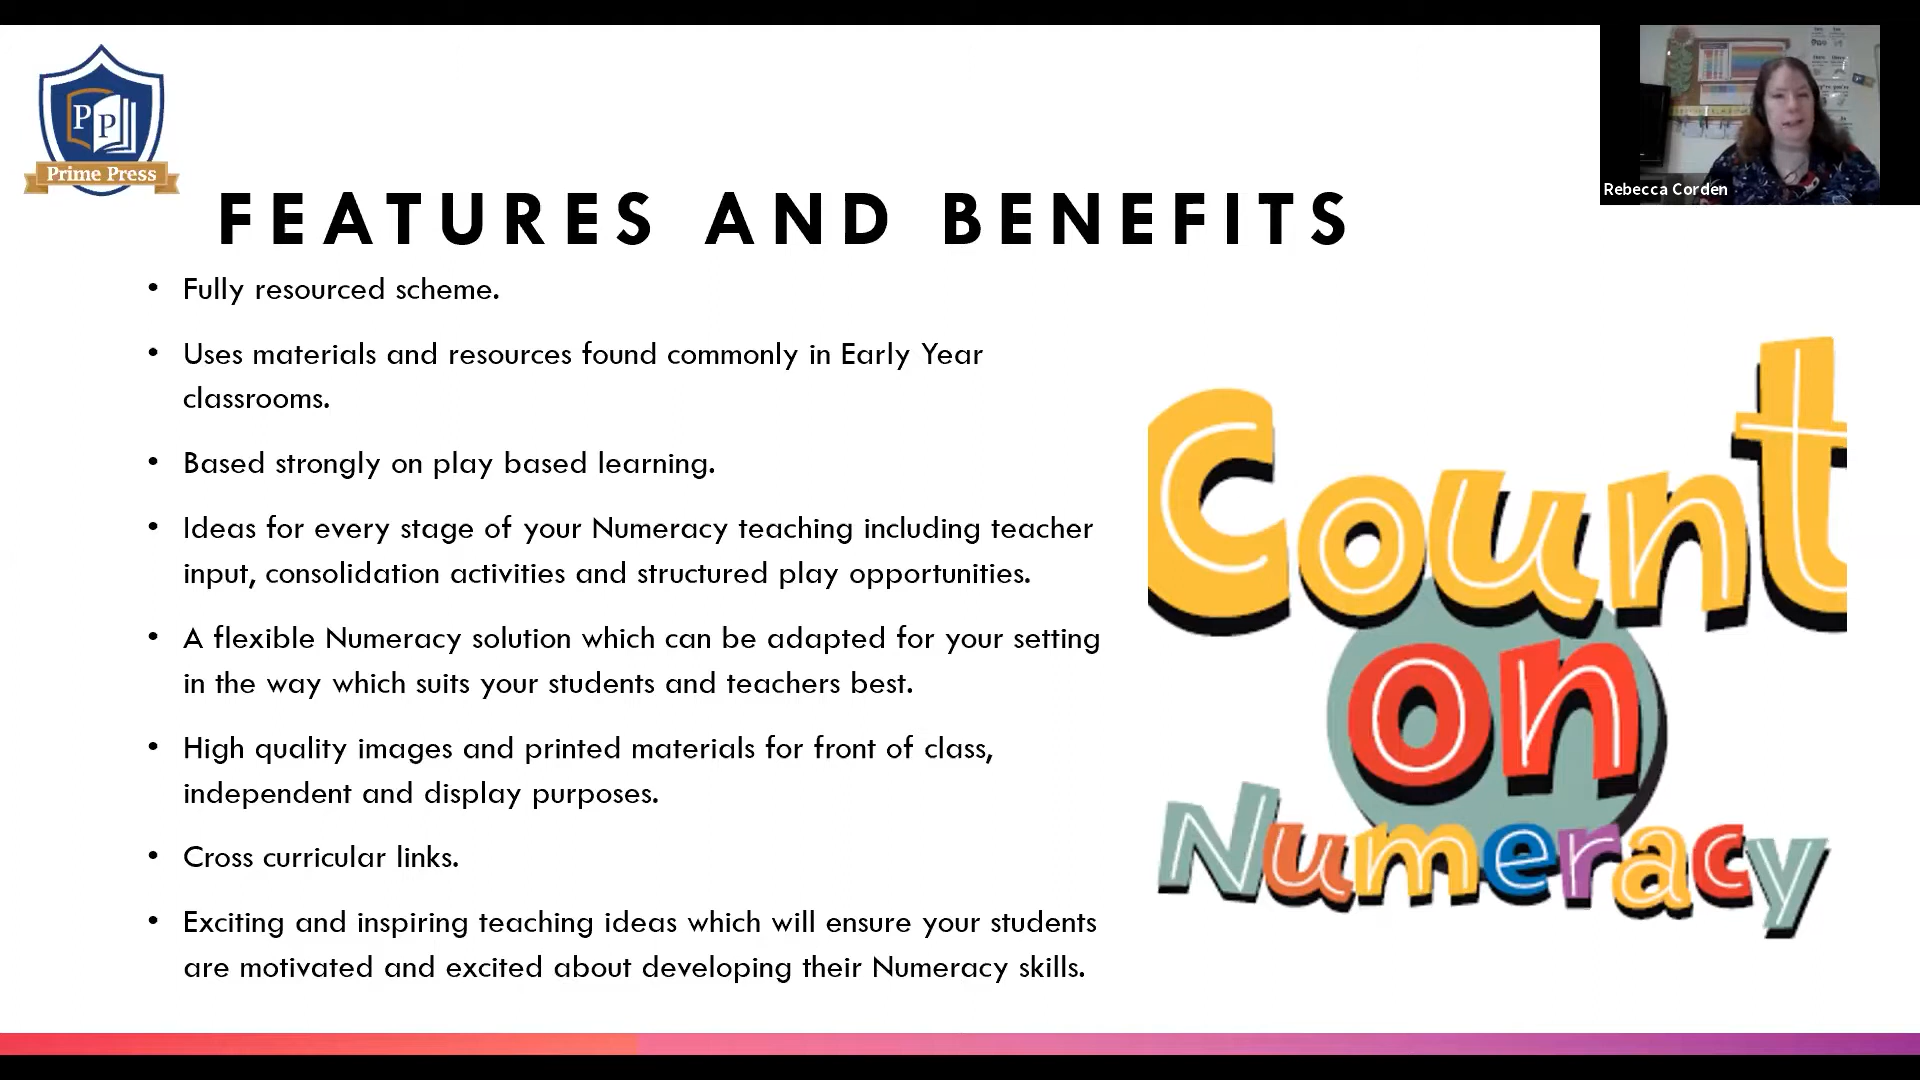 PP
Prime Press
Rebecca Corden
FEATURES AND BENEFITS
• Fully resourced scheme.
• Uses materials and resources found commonly in Early Year
classrooms.
• Based strongly on play based learning.
• Ideas for every stage of your Numeracy teaching including teacher
input, consolidation activities and structured play opportunities.
• A flexible Numeracy solution which can be adapted for your setting
in the way which suits your students and teachers best.
• High quality images and printed materials for front of class,
independent and display purposes.
• Cross curricular links.
• Exciting and inspiring teaching ideas which will ensure your students
are motivated and excited about developing their Numeracy skills.
Count
on
Numeracy